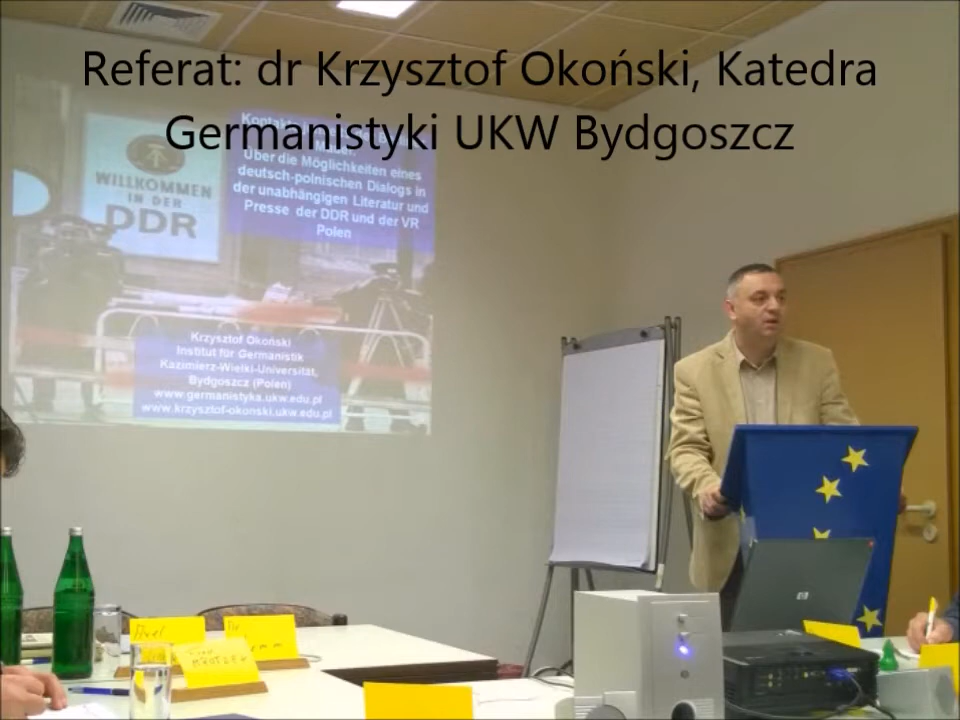 Referat: dr Krzysztof Okoński, Katedra
Germanistyki UKW Bydgoszcz
WILLKOMMEN
IN DER
DDR
Über die Möglichkeiten eines
deutsch-polnischen Dialogs in
der unabhängigen Literatur und
Presse der DDR und der VR
Polen
Krzysztof Okoński
Institut für Germanistik
Kazimierz-Wielki-Universität,
Bydgoszcz (Polen)
www.germanistyka.ukw.edu.pl
www.krzysztof-okonski.ukw.edu.pl
hp